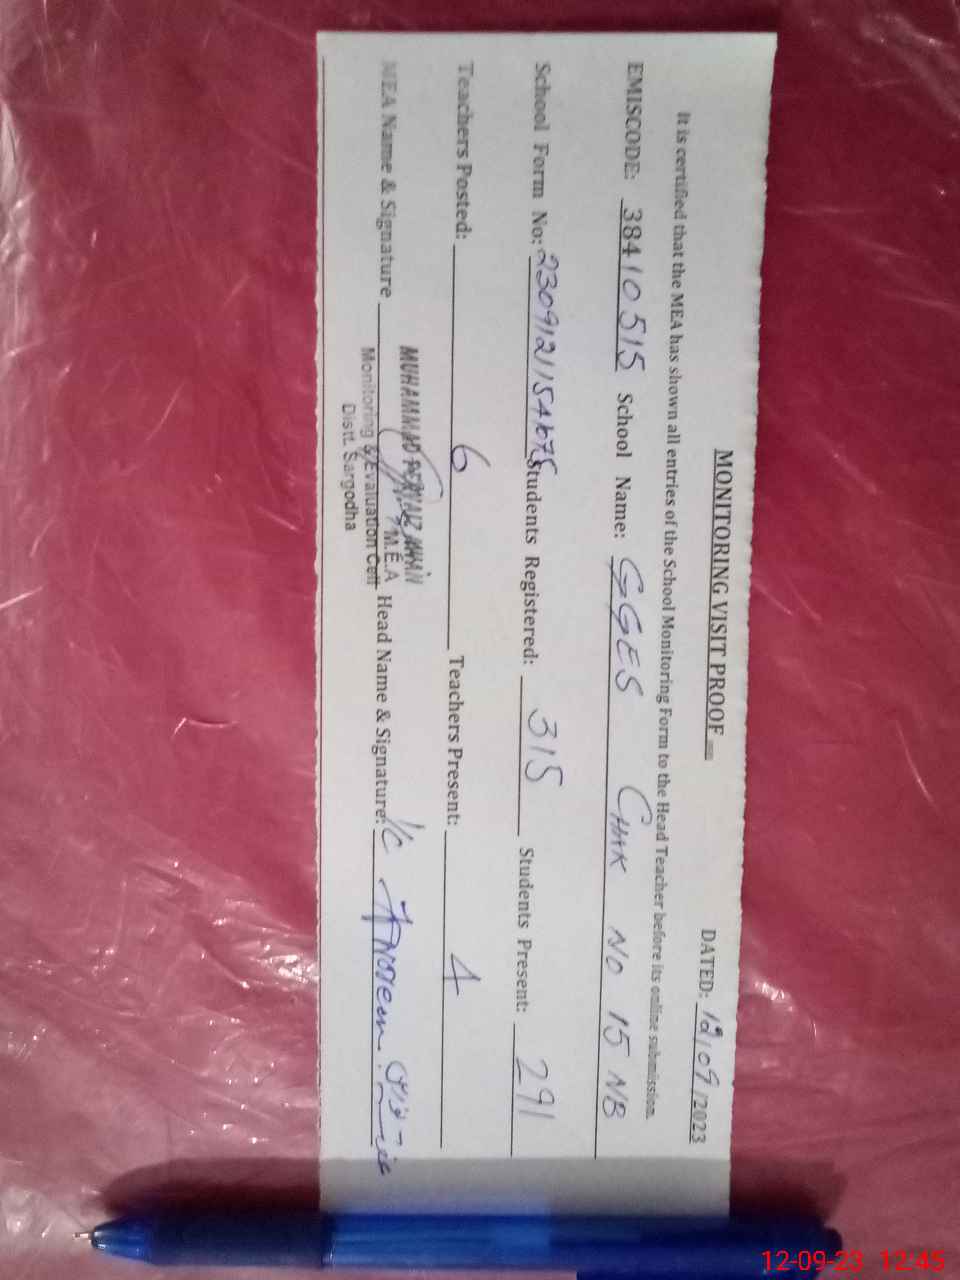 MONITORING VISIT PROOF
DATED: 12/09/2023
It is certified that the MEA has shown all entries of the School Monitoring Form to the Head Teacher before its online submission.
EMISCODE: 38410515 School Name: GGES CHAK NO 15 NB
School Form No: Students Registered: 315 Students Present: 291
Teachers Posted: 6 Teachers Present: 4
MEA Name & Signature Head Name & Signature: I/C
MUHAMMAD
M.E.A
Monitoring & Evaluation Cell
Distt. Sargodha
12-09-23 12:45